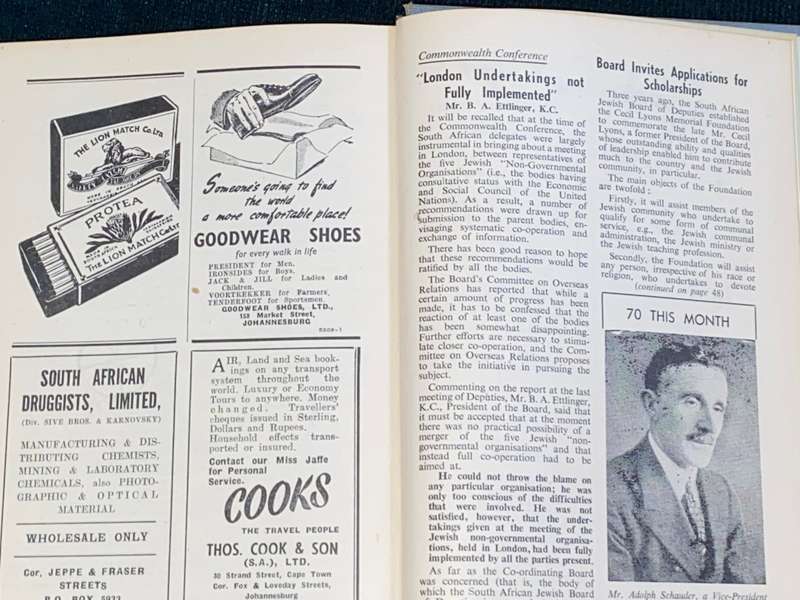 THE LION MATCH Co. LTD.
SAFETY
PROTEA
THE LION MATCH Co. LTD.
Someone's going to find
the world
a more comfortable place!
GOODWEAR SHOES
for every walk in life
PRESIDENT for Men.
IRONSIDES for Boys.
JACK & JILL for Ladies and
Children.
VOORTREKKER for Farmers.
TENDERFOOT for Sportsmen.
GOODWEAR SHOES, LTD.,
158 Market Street,
JOHANNESBURG
SOUTH AFRICAN
DRUGGISTS, LIMITED,
(Div. SIVE BROS. & KARNOVSKY)
MANUFACTURING & DIS-
TRIBUTING CHEMISTS,
MINING & LABORATORY
CHEMICALS, also PHOTO-
GRAPHIC & OPTICAL
MATERIAL
WHOLESALE ONLY
Cor. JEPPE & FRASER
STREETS
P.O. BOX 5933
AIR, Land and Sea book-
ings on any transport
system throughout the
world. Luxury or Economy
Tours to anywhere. Money
changed. Travellers'
cheques issued in Sterling,
Dollars and Rupees.
Household effects trans-
ported or insured.
Contact our Miss Jaffe
for Personal
Service.
COOKS
THE TRAVEL PEOPLE
THOS. COOK & SON
(S.A.), LTD.
30 Strand Street, Cape Town
Cor. Fox & Loveday Streets,
Johannesburg
Commonwealth Conference
"London Undertakings not
Fully Implemented"
Mr. B. A. Ettlinger, K.C.
It will be recalled that at the time of
the Commonwealth Conference, the
South African delegates were largely
instrumental in bringing about a meeting
in London, between representatives of
the five Jewish "Non-Governmental
Organisations" (i.e., the bodies having
consultative status with the Economic
and Social Council of the United
Nations). As a result, a number of
recommendations were drawn up for
submission to the parent bodies, en-
visaging systematic co-operation and
exchange of information.
There has been good reason to hope
that these recommendations would be
ratified by all the bodies.
The Board's Committee on Overseas
Relations has reported that while a
certain amount of progress has been
made, it has to be confessed that the
reaction of at least one of the bodies
has been somewhat disappointing.
Further efforts are necessary to stimu-
late closer co-operation, and the Com-
mittee on Overseas Relations proposes
to take the initiative in pursuing the
subject.
Commenting on the report at the last
meeting of Deputies, Mr. B. A. Ettlinger,
K.C., President of the Board, said that
it must be accepted that at the moment
there was no practical possibility of a
merger of the five Jewish "non-
governmental organisations" and that
instead full co-operation had to be
aimed at.
He could not throw the blame on
any particular organisation; he was
only too conscious of the difficulties
that were involved. He was not
satisfied, however, that the under-
takings given at the meeting of the
Jewish non-governmental organisa-
tions, held in London, had been fully
implemented by all the parties present.
As far as the Co-ordinating Board
was concerned (that is, the body of
which the South African Jewish Board
Board Invites Applications for
Scholarships
Three years ago, the South African
Jewish Board of Deputies established
the Cecil Lyons Memorial Foundation
to commemorate the late Mr. Cecil
Lyons, a former President of the Board,
whose outstanding ability and qualities
of leadership enabled him to contribute
much to the country and the Jewish
community, in particular.
The main objects of the Foundation
are twofold:
Firstly, it will assist members of the
Jewish community who undertake to
qualify for some form of communal
service, e.g., the Jewish communal
administration, the Jewish ministry or
the Jewish teaching profession.
Secondly, the Foundation will assist
any person, irrespective of his race or
religion, who undertakes to devote
(continued on page 48)
70 THIS MONTH
Mr. Adolph Schauder, a Vice-President